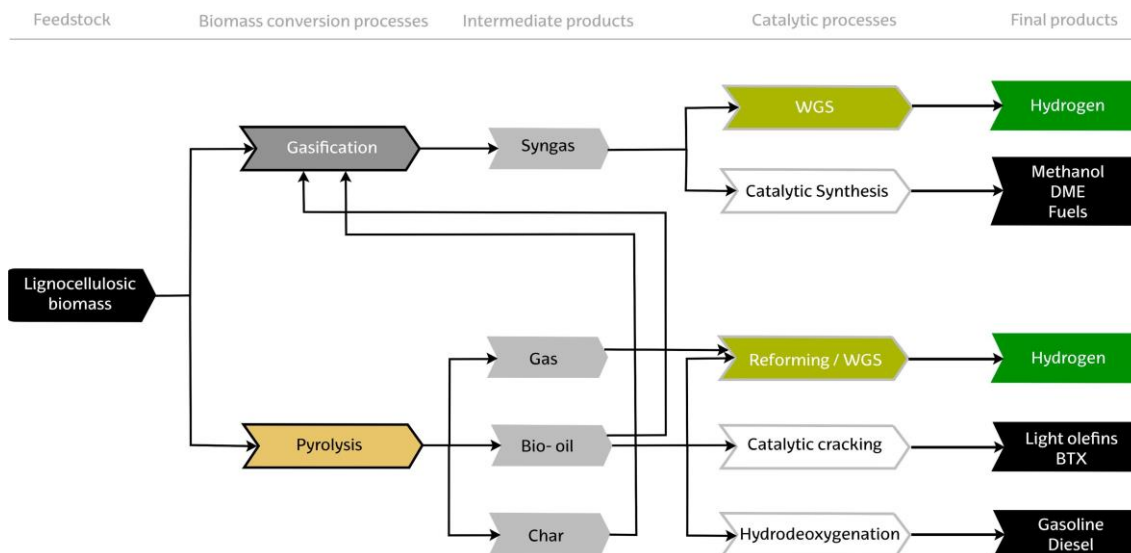 Feedstock
Biomass conversion processes
Intermediate products
Catalytic processes
Final products
WGS
Hydrogen
Gasification
Syngas
Catalytic Synthesis
Methanol
DME
Fuels
Lignocellulosic
biomass
Gas
Reforming / WGS
Hydrogen
Pyrolysis
Bio- oil
Catalytic cracking
Light olefins
BTX
Char
Hydrodeoxygenation
Gasoline
Diesel